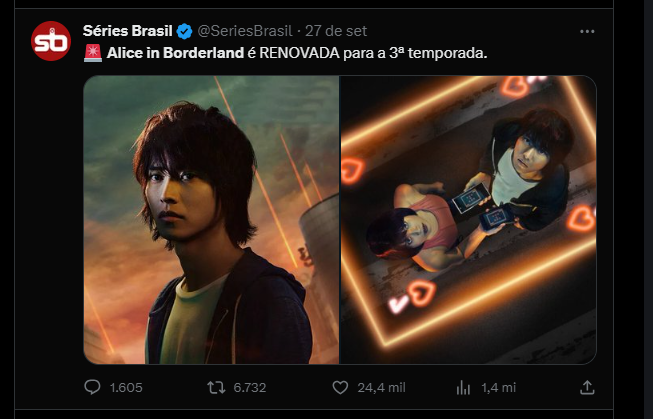 sb
Séries Brasil @SeriesBrasil · 27 de set
🚨 Alice in Borderland é RENOVADA para a 3ª temporada.
1.605 6.732 24,4 mil 1,4 mi